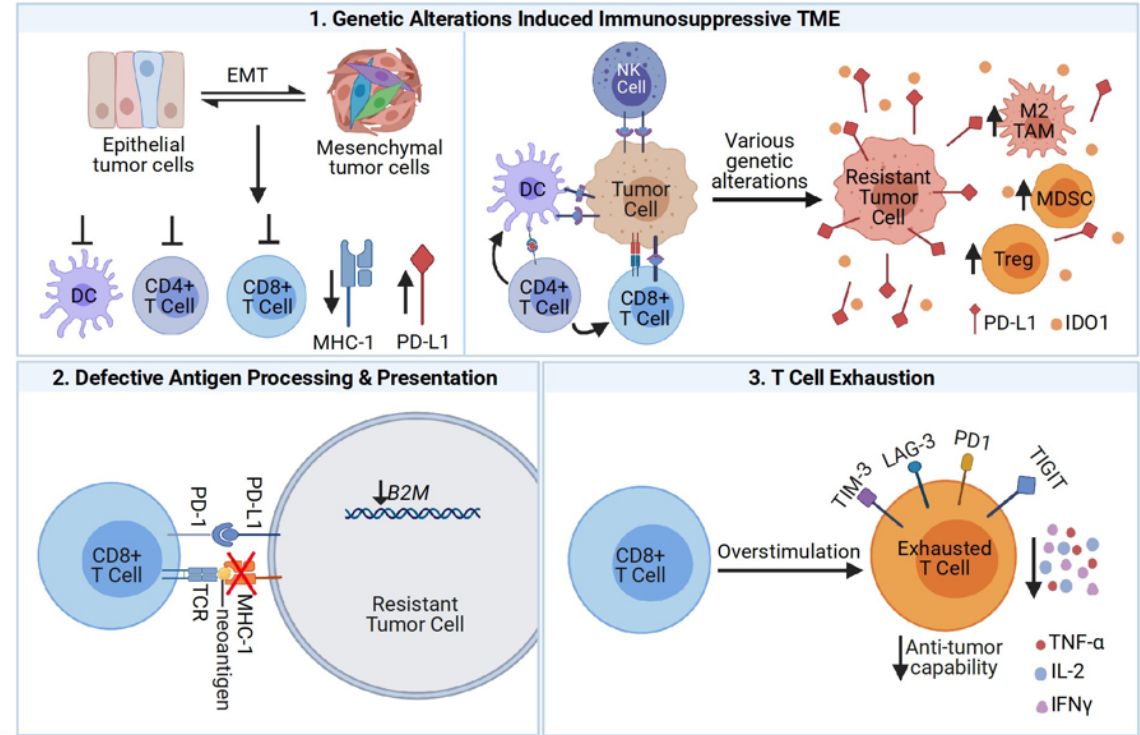 1. Genetic Alterations Induced Immunosuppressive TME
EMT
Epithelial
tumor cells
Mesenchymal
tumor cells
DC
CD4+
T Cell
CD8+
T Cell
MHC-1
PD-L1
NK
Cell
DC
Tumor
Cell
CD4+
T Cell
CD8+
T Cell
Various
genetic
alterations
Resistant
Tumor
Cell
M2
TAM
MDSC
Treg
PD-L1
IDO1
2. Defective Antigen Processing & Presentation
CD8+
T Cell
PD-1
PD-L1
TCR
neoantigen
MHC-1
B2M
Resistant
Tumor Cell
3. T Cell Exhaustion
CD8+
T Cell
Overstimulation
TIM-3
LAG-3
PD1
TIGIT
Exhausted
T Cell
Anti-tumor
capability
TNF-α
IL-2
IFNγ